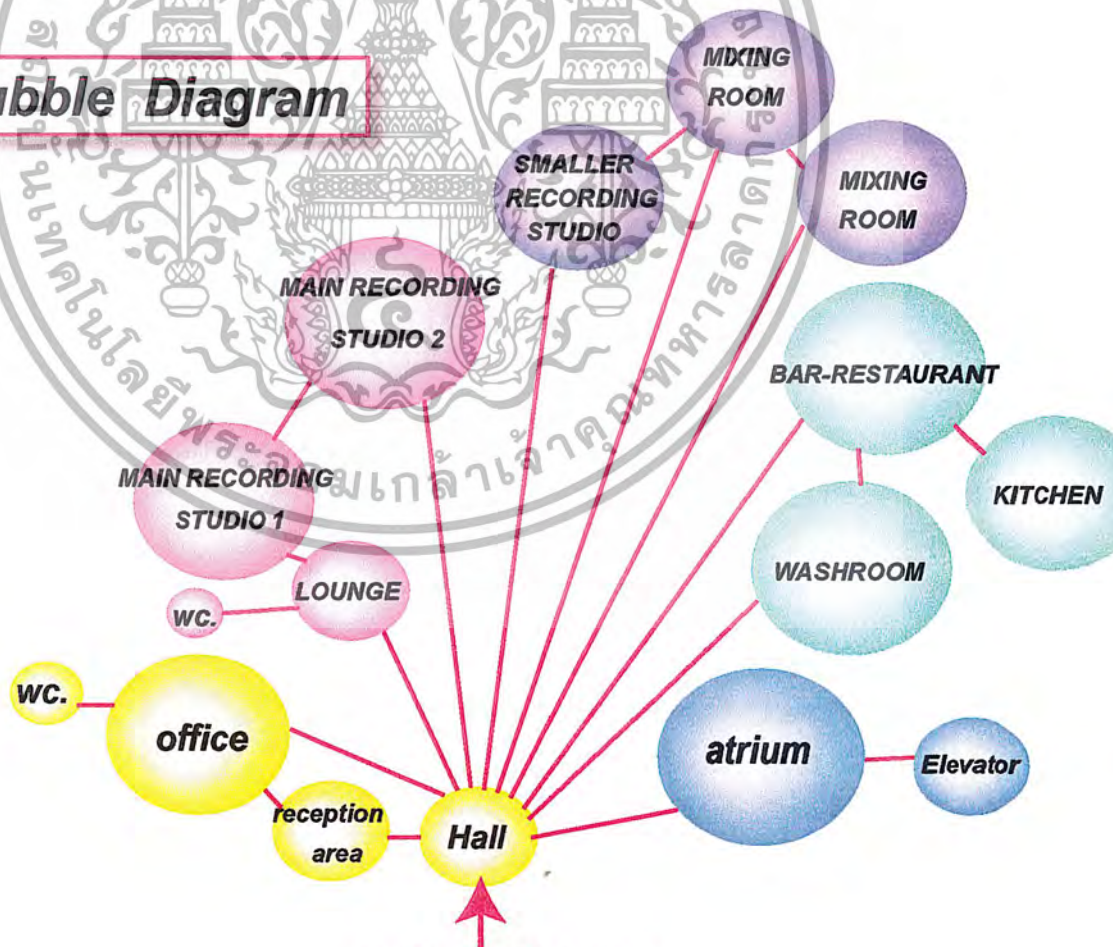 ubble Diagram
MIXING
ROOM
SMALLER
RECORDING
STUDIO
MIXING
ROOM
MAIN RECORDING
STUDIO 2
BAR-RESTAURANT
MAIN RECORDING
STUDIO 1
KITCHEN
LOUNGE
WASHROOM
wc.
wc.
office
atrium
Elevator
reception
area
Hall